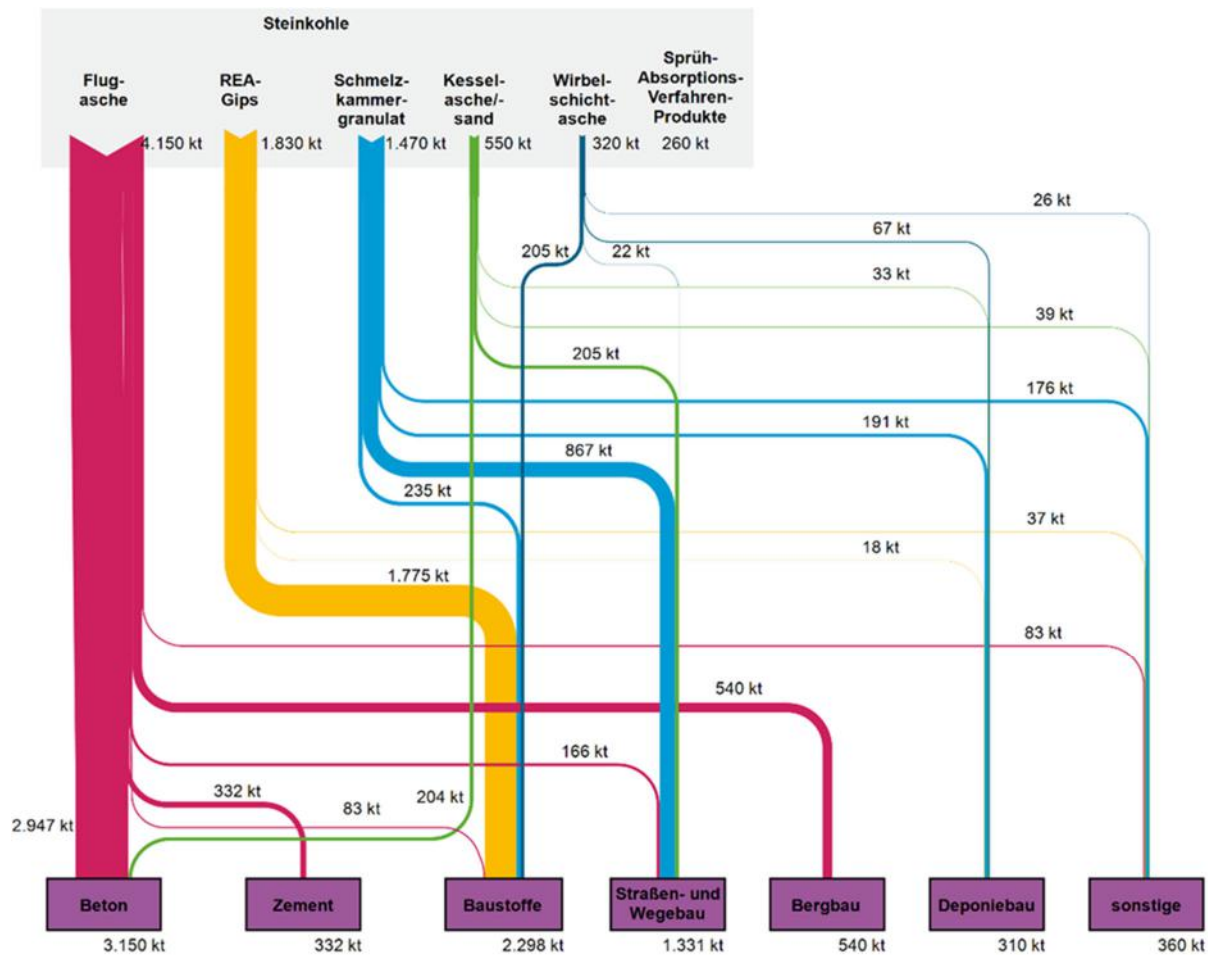 Steinkohle
Flug-
asche
REA-
Gips
Schmelz-
kammer-
granulat
Kessel-
asche/-
sand
Wirbel-
schicht-
asche
Sprüh-
Absorptions-
Verfahren-
Produkte
4.150 kt
1.830 kt
1.470 kt
550 kt
320 kt
260 kt
26 kt
67 kt
205 kt
22 kt
33 kt
39 kt
205 kt
176 kt
191 kt
867 kt
235 kt
37 kt
18 kt
1.775 kt
83 kt
540 kt
166 kt
332 kt
83 kt
204 kt
2.947 kt
Beton
Zement
Baustoffe
Straßen- und
Wegebau
Bergbau
Deponiebau
sonstige
3.150 kt
332 kt
2.298 kt
1.331 kt
540 kt
310 kt
360 kt